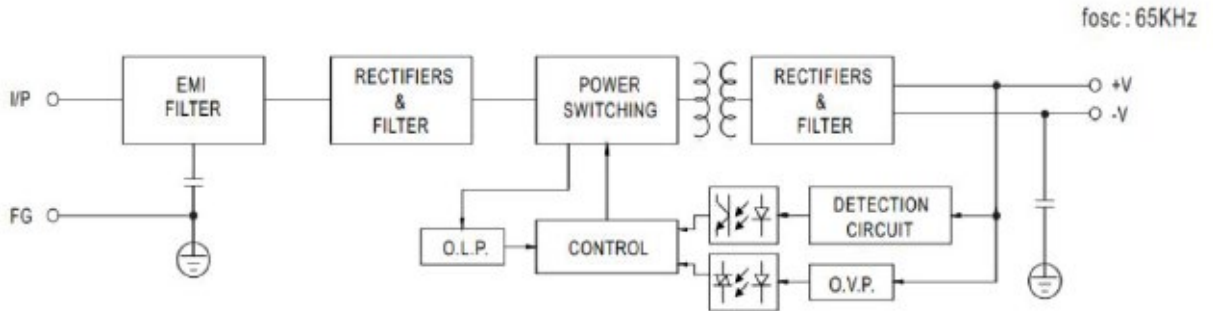 fosc : 65KHz
I/P
EMI
FILTER
RECTIFIERS
&
FILTER
POWER
SWITCHING
RECTIFIERS
&
FILTER
+V
-V
FG
O.L.P.
CONTROL
DETECTION
CIRCUIT
O.V.P.